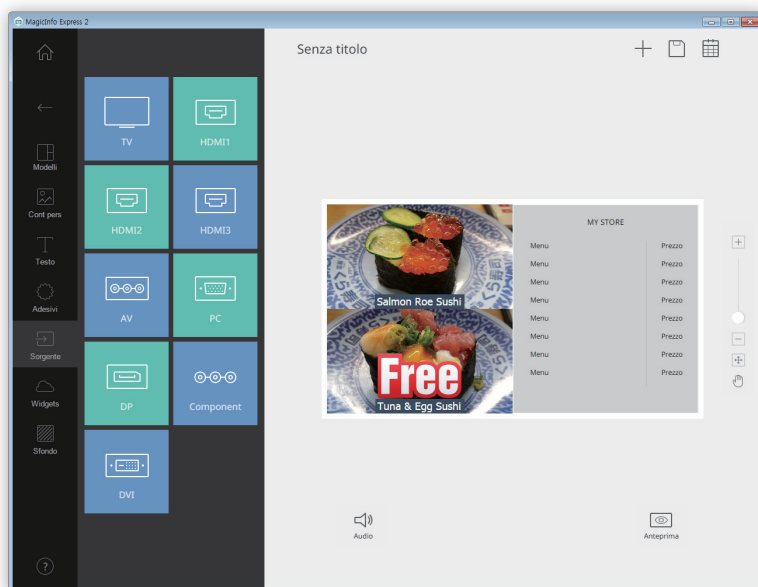 MagicInfo Express 2
Senza titolo
Modelli
Cont pers
Testo
Adesivi
Sorgente
Widgets
Sfondo
?
TV
HDMI1
HDMI2
HDMI3
AV
PC
DP
Component
DVI
Salmon Roe Sushi
Free
Tuna & Egg Sushi
MY STORE
Menu Prezzo
Menu Prezzo
Menu Prezzo
Menu Prezzo
Menu Prezzo
Menu Prezzo
Menu Prezzo
Menu Prezzo
Audio
Anteprima